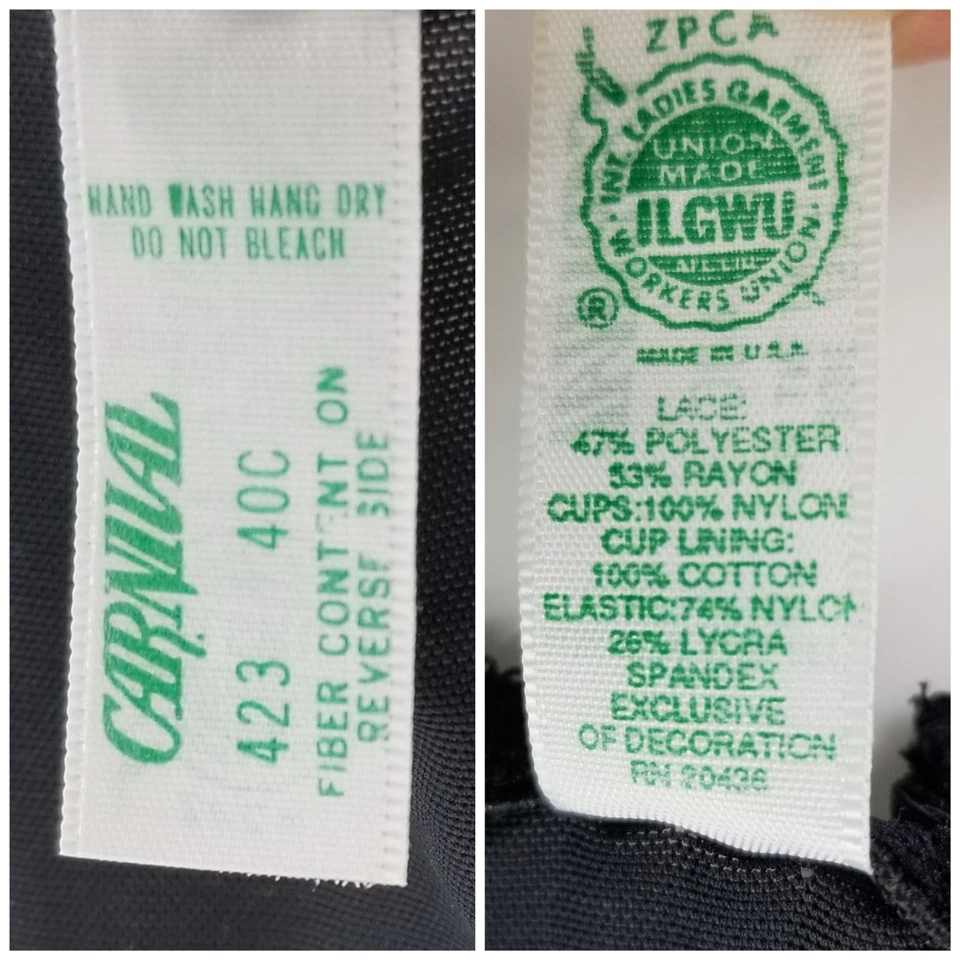 HAND WASH HANG DRY
DO NOT BLEACH
CARNIVAL
423 40C
FIBER CONTENT ON
REVERSE SIDE
ZPCA
INT. LADIES GARMENT
WORKERS UNION
UNION
MADE
ILGWU
AFL-CIO
®
MADE IN U.S.A.
LACE:
47% POLYESTER
53% RAYON
CUPS:100% NYLON
CUP LINING:
100% COTTON
ELASTIC:74% NYLON
26% LYCRA
SPANDEX
EXCLUSIVE
OF DECORATION
RN 20436